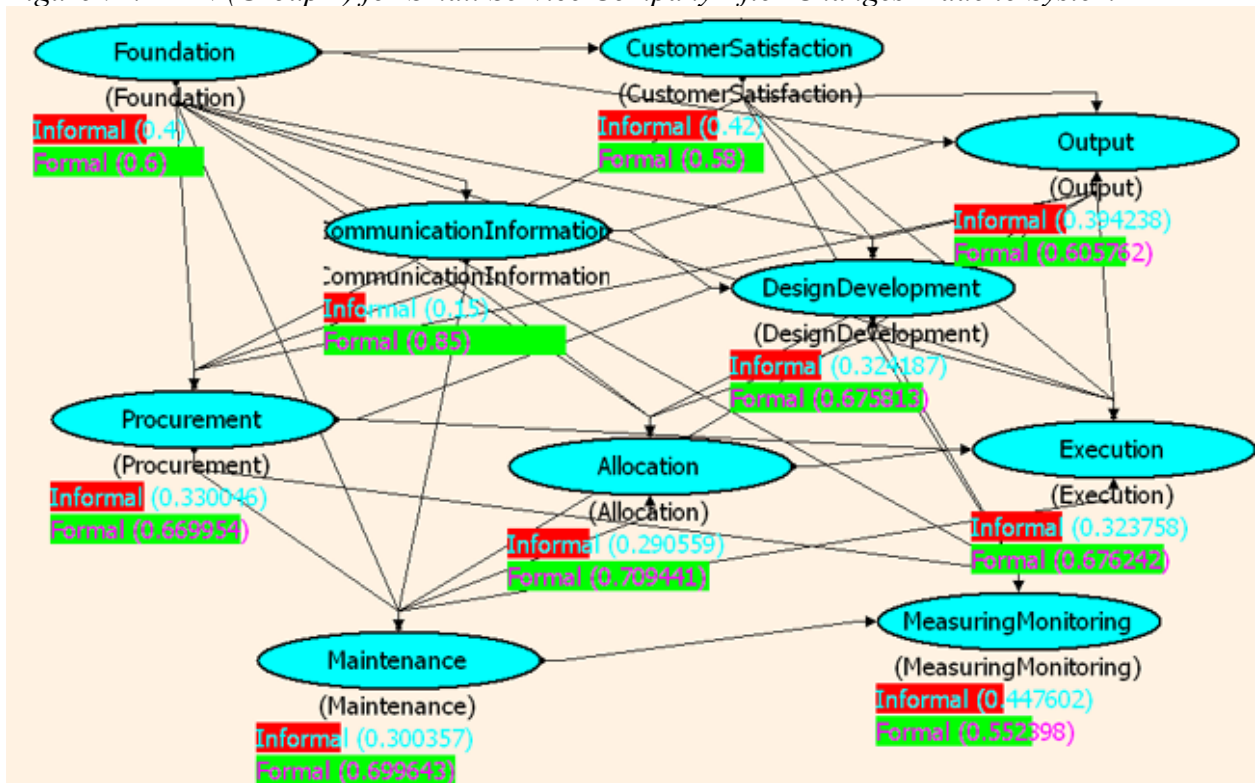 Foundation
(Foundation)
Informal (0.4)
Formal (0.6)
CustomerSatisfaction
(CustomerSatisfaction)
Informal (0.42)
Formal (0.58)
Output
(Output)
Informal (0.394238)
Formal (0.605762)
ommunicationInformation
CommunicationInformation
Informal (0.15)
Formal (0.85)
DesignDevelopment
(DesignDevelopment)
Informal (0.324187)
Formal (0.675813)
Procurement
(Procurement)
Informal (0.330046)
Formal (0.669954)
Allocation
(Allocation)
Informal (0.290559)
Formal (0.709441)
Execution
(Execution)
Informal (0.323758)
Formal (0.676242)
Maintenance
(Maintenance)
Informal (0.300357)
Formal (0.699643)
MeasuringMonitoring
(MeasuringMonitoring)
Informal (0.447602)
Formal (0.552398)